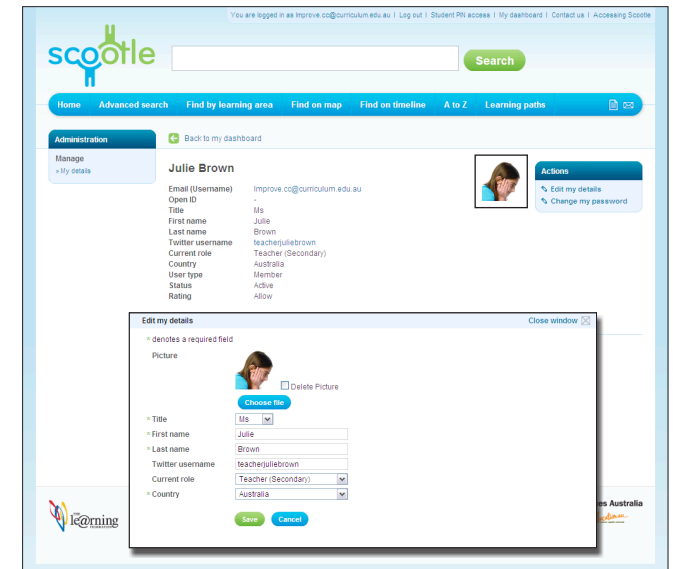 You are logged in as Improve.cc@curriculum.edu.au | Log out | Student PIN access | My dashboard | Contact us | Accessing Scootle
scootle
Search
Home Advanced search Find by learning area Find on map Find on timeline A to Z Learning paths
Administration
Manage
» My details
Back to my dashboard
Julie Brown
Email (Username) Improve.cc@curriculum.edu.au
Open ID -
Title Ms
First name Julie
Last name Brown
Twitter username teacherjuliebrown
Current role Teacher (Secondary)
Country Australia
User type Member
Status Active
Rating Allow
Actions
Edit my details
Change my password
Edit my details Close window
* denotes a required field
Picture
Delete Picture
Choose file
* Title Ms
* First name Julie
* Last name Brown
Twitter username teacherjuliebrown
Current role Teacher (Secondary)
* Country Australia
Save Cancel
the le@rning
es Australia